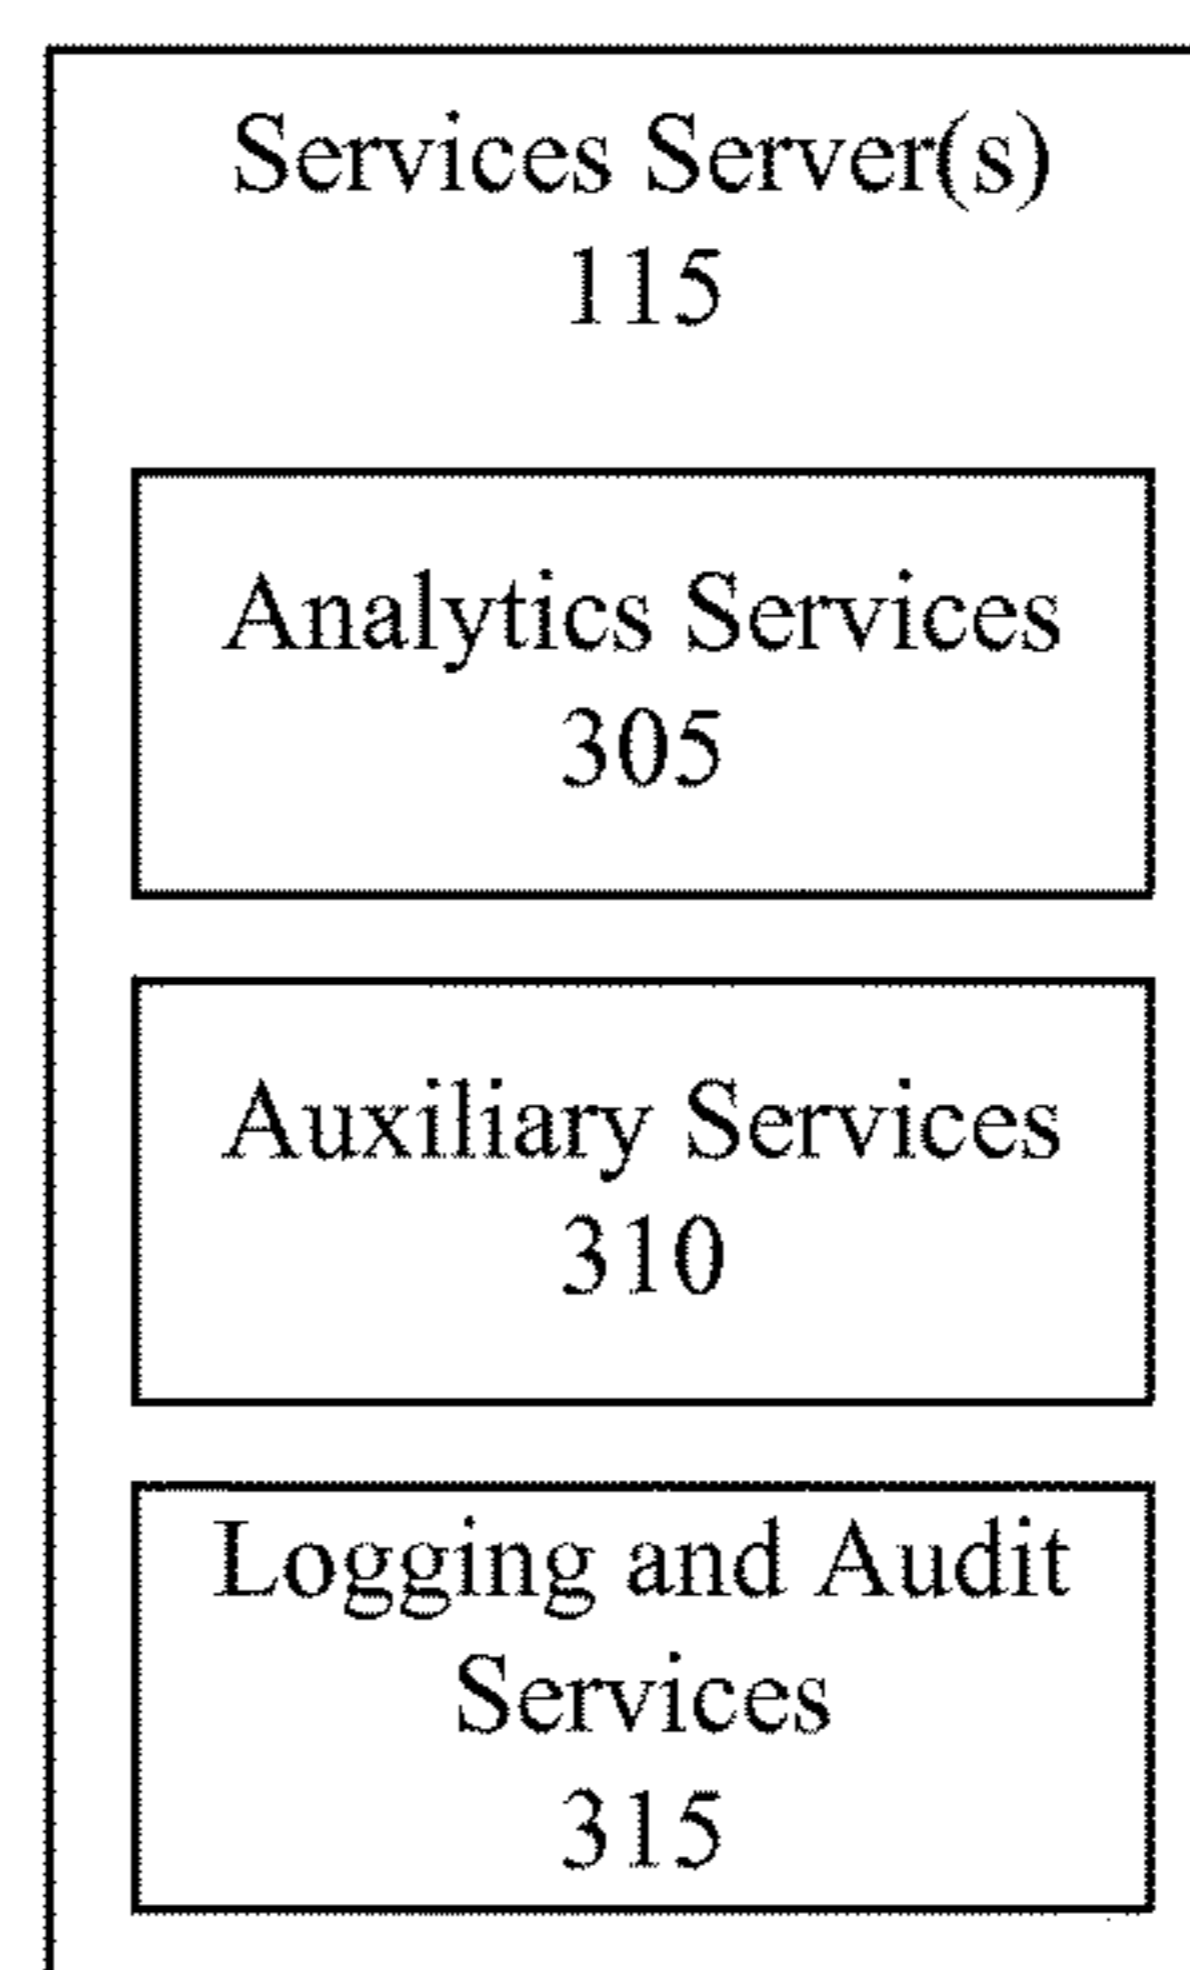 Services Server(s)
115
Analytics Services
305
Auxiliary Services
310
Logging and Audit
Services
315